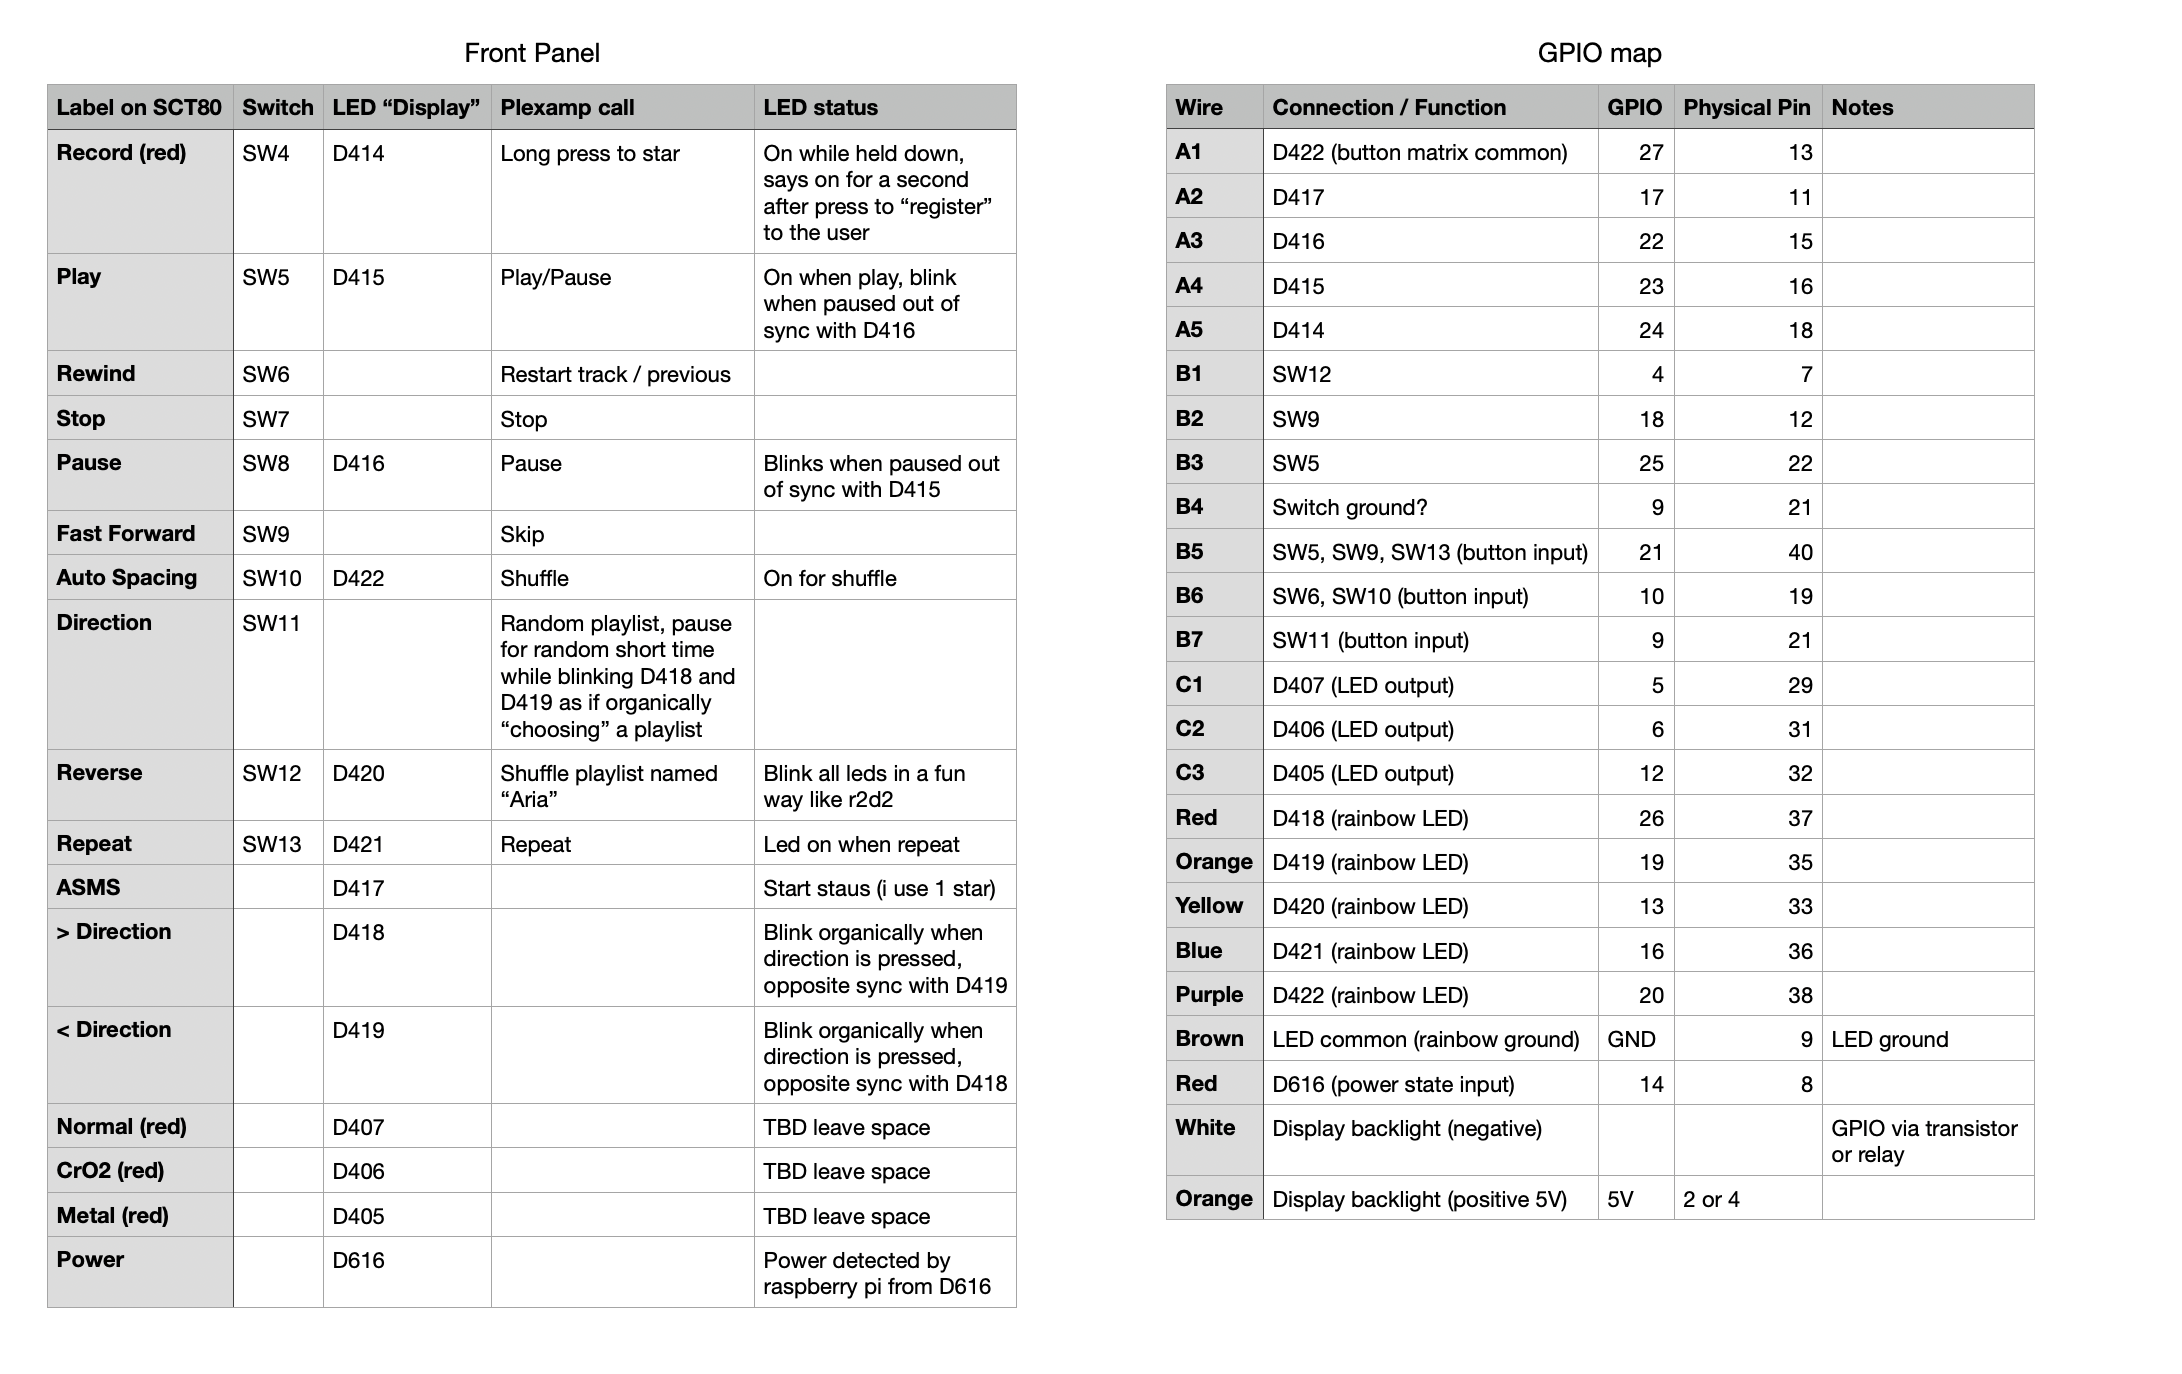 Front Panel
Label on SCT80 Switch LED “Display” Plexamp call LED status
Record (red) SW4 D414 Long press to star On while held down,
says on for a second
after press to “register”
to the user
Play SW5 D415 Play/Pause On when play, blink
when paused out of
sync with D416
Rewind SW6 Restart track / previous
Stop SW7 Stop
Pause SW8 D416 Pause Blinks when paused out
of sync with D415
Fast Forward SW9 Skip
Auto Spacing SW10 D422 Shuffle On for shuffle
Direction SW11 Random playlist, pause
for random short time
while blinking D418 and
D419 as if organically
“choosing” a playlist
Reverse SW12 D420 Shuffle playlist named Blink all leds in a fun
“Aria” way like r2d2
Repeat SW13 D421 Repeat Led on when repeat
ASMS D417 Start staus (i use 1 star)
> Direction D418 Blink organically when
direction is pressed,
opposite sync with D419
< Direction D419 Blink organically when
direction is pressed,
opposite sync with D418
Normal (red) D407 TBD leave space
CrO2 (red) D406 TBD leave space
Metal (red) D405 TBD leave space
Power D616 Power detected by
raspberry pi from D616
GPIO map
Wire Connection / Function GPIO Physical Pin Notes
A1 D422 (button matrix common) 27 13
A2 D417 17 11
A3 D416 22 15
A4 D415 23 16
A5 D414 24 18
B1 SW12 4 7
B2 SW9 18 12
B3 SW5 25 22
B4 Switch ground? 9 21
B5 SW5, SW9, SW13 (button input) 21 40
B6 SW6, SW10 (button input) 10 19
B7 SW11 (button input) 9 21
C1 D407 (LED output) 5 29
C2 D406 (LED output) 6 31
C3 D405 (LED output) 12 32
Red D418 (rainbow LED) 26 37
Orange D419 (rainbow LED) 19 35
Yellow D420 (rainbow LED) 13 33
Blue D421 (rainbow LED) 16 36
Purple D422 (rainbow LED) 20 38
Brown LED common (rainbow ground) GND 9 LED ground
Red D616 (power state input) 14 8
White Display backlight (negative) GPIO via transistor
or relay
Orange Display backlight (positive 5V) 5V 2 or 4